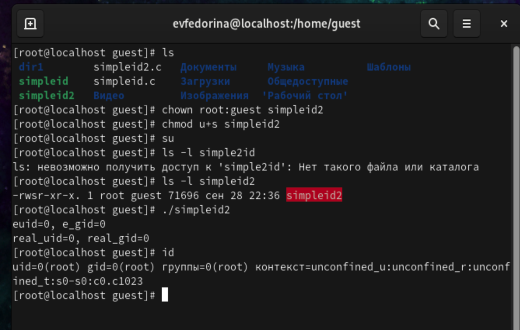 evfedorina@localhost:/home/guest
[root@localhost guest]# ls
dir1 simpleid2.c Документы Музыка Шаблоны
simpleid simpleid.c Загрузки Общедоступные
simpleid2 Видео Изображения 'Рабочий стол'
[root@localhost guest]# chown root:guest simpleid2
[root@localhost guest]# chmod u+s simpleid2
[root@localhost guest]# su
[root@localhost guest]# ls -l simple2id
ls: невозможно получить доступ к 'simple2id': Нет такого файла или каталога
[root@localhost guest]# ls -l simpleid2
-rwsr-xr-x. 1 root guest 71696 сен 28 22:36 simpleid2
[root@localhost guest]# ./simpleid2
euid=0, e_gid=0
real_uid=0, real_gid=0
[root@localhost guest]# id
uid=0(root) gid=0(root) группы=0(root) контекст=unconfined_u:unconfined_r:unconf
ined_t:s0-s0:c0.c1023
[root@localhost guest]#